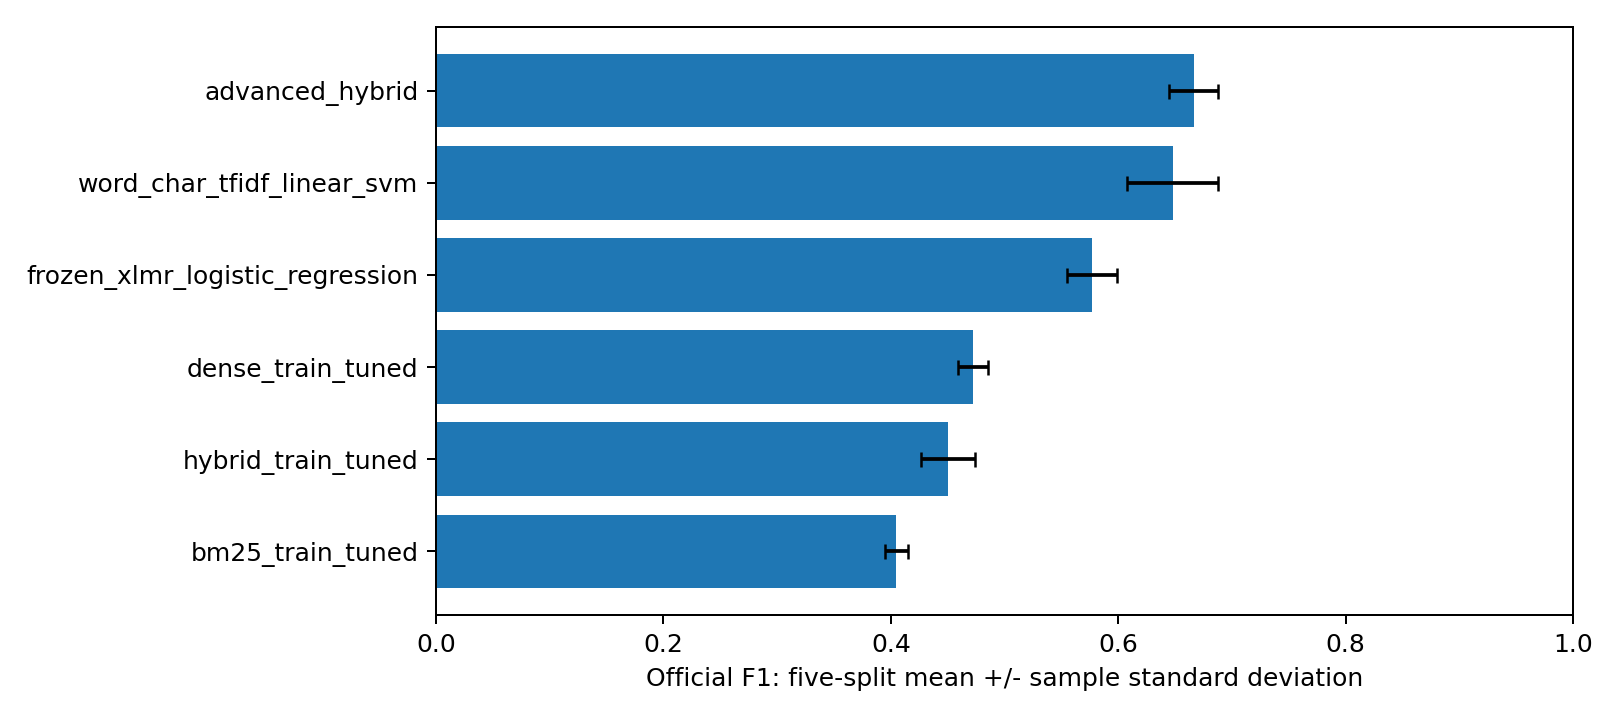 advanced_hybrid
word_char_tfidf_linear_svm
frozen_xlmr_logistic_regression
dense_train_tuned
hybrid_train_tuned
bm25_train_tuned
0.0 0.2 0.4 0.6 0.8 1.0
Official F1: five-split mean +/- sample standard deviation